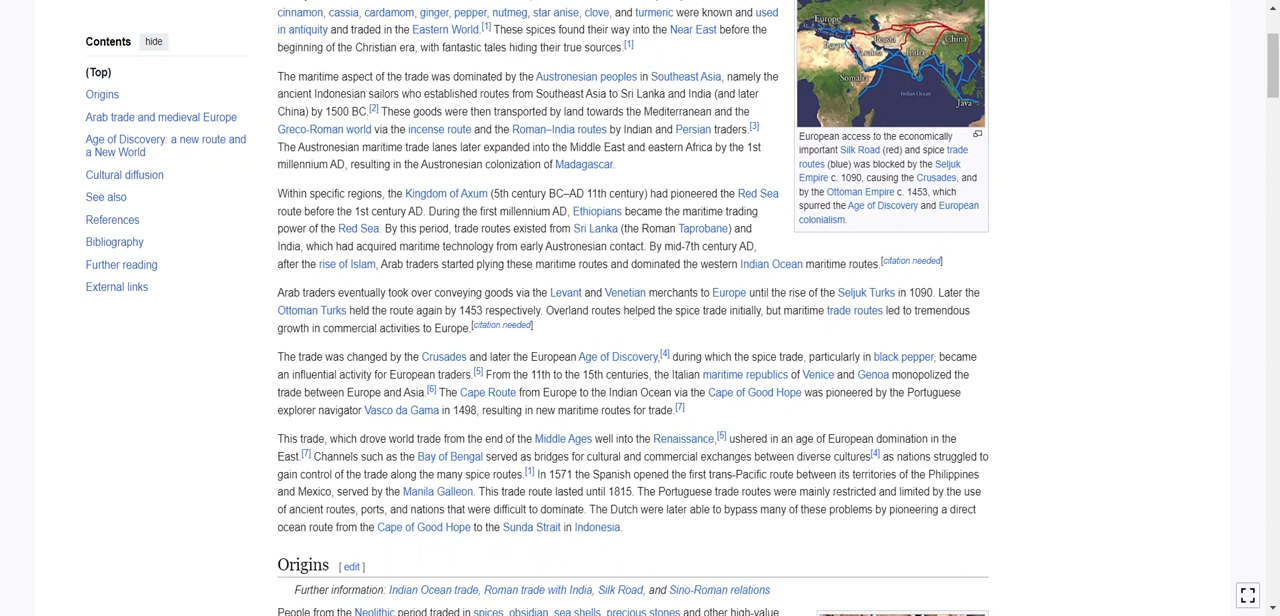 Contents hide
(Top)
Origins
Arab trade and medieval Europe
Age of Discovery: a new route and
a New World
Cultural diffusion
See also
References
Bibliography
Further reading
External links
cinnamon, cassia, cardamom, ginger, pepper, nutmeg, star anise, clove, and turmeric were known and used
in antiquity and traded in the Eastern World.[1] These spices found their way into the Near East before the
beginning of the Christian era, with fantastic tales hiding their true sources.[1]
The maritime aspect of the trade was dominated by the Austronesian peoples in Southeast Asia, namely the
ancient Indonesian sailors who established routes from Southeast Asia to Sri Lanka and India (and later
China) by 1500 BC.[2] These goods were then transported by land towards the Mediterranean and the
Greco-Roman world via the incense route and the Roman–India routes by Indian and Persian traders.[3]
The Austronesian maritime trade lanes later expanded into the Middle East and eastern Africa by the 1st
millennium AD, resulting in the Austronesian colonization of Madagascar.
Within specific regions, the Kingdom of Axum (5th century BC–AD 11th century) had pioneered the Red Sea
route before the 1st century AD. During the first millennium AD, Ethiopians became the maritime trading
power of the Red Sea. By this period, trade routes existed from Sri Lanka (the Roman Taprobane) and
India, which had acquired maritime technology from early Austronesian contact. By mid-7th century AD,
after the rise of Islam, Arab traders started plying these maritime routes and dominated the western Indian Ocean maritime routes.[citation needed]
Arab traders eventually took over conveying goods via the Levant and Venetian merchants to Europe until the rise of the Seljuk Turks in 1090. Later the
Ottoman Turks held the route again by 1453 respectively. Overland routes helped the spice trade initially, but maritime trade routes led to tremendous
growth in commercial activities to Europe.[citation needed]
The trade was changed by the Crusades and later the European Age of Discovery,[4] during which the spice trade, particularly in black pepper, became
an influential activity for European traders.[5] From the 11th to the 15th centuries, the Italian maritime republics of Venice and Genoa monopolized the
trade between Europe and Asia.[6] The Cape Route from Europe to the Indian Ocean via the Cape of Good Hope was pioneered by the Portuguese
explorer navigator Vasco da Gama in 1498, resulting in new maritime routes for trade.[7]
This trade, which drove world trade from the end of the Middle Ages well into the Renaissance,[5] ushered in an age of European domination in the
East.[7] Channels such as the Bay of Bengal served as bridges for cultural and commercial exchanges between diverse cultures[4] as nations struggled to
gain control of the trade along the many spice routes.[1] In 1571 the Spanish opened the first trans-Pacific route between its territories of the Philippines
and Mexico, served by the Manila Galleon. This trade route lasted until 1815. The Portuguese trade routes were mainly restricted and limited by the use
of ancient routes, ports, and nations that were difficult to dominate. The Dutch were later able to bypass many of these problems by pioneering a direct
ocean route from the Cape of Good Hope to the Sunda Strait in Indonesia.
Origins [ edit ]
Further information: Indian Ocean trade, Roman trade with India, Silk Road, and Sino-Roman relations
People from the Neolithic period traded in spices, obsidian, sea shells, precious stones and other high-value
Europe
China
Persia
Egypt
Arabia
India
Somalia
Indian Ocean
Java
European access to the economically
important Silk Road (red) and spice trade
routes (blue) was blocked by the Seljuk
Empire c. 1090, causing the Crusades, and
by the Ottoman Empire c. 1453, which
spurred the Age of Discovery and European
colonialism.